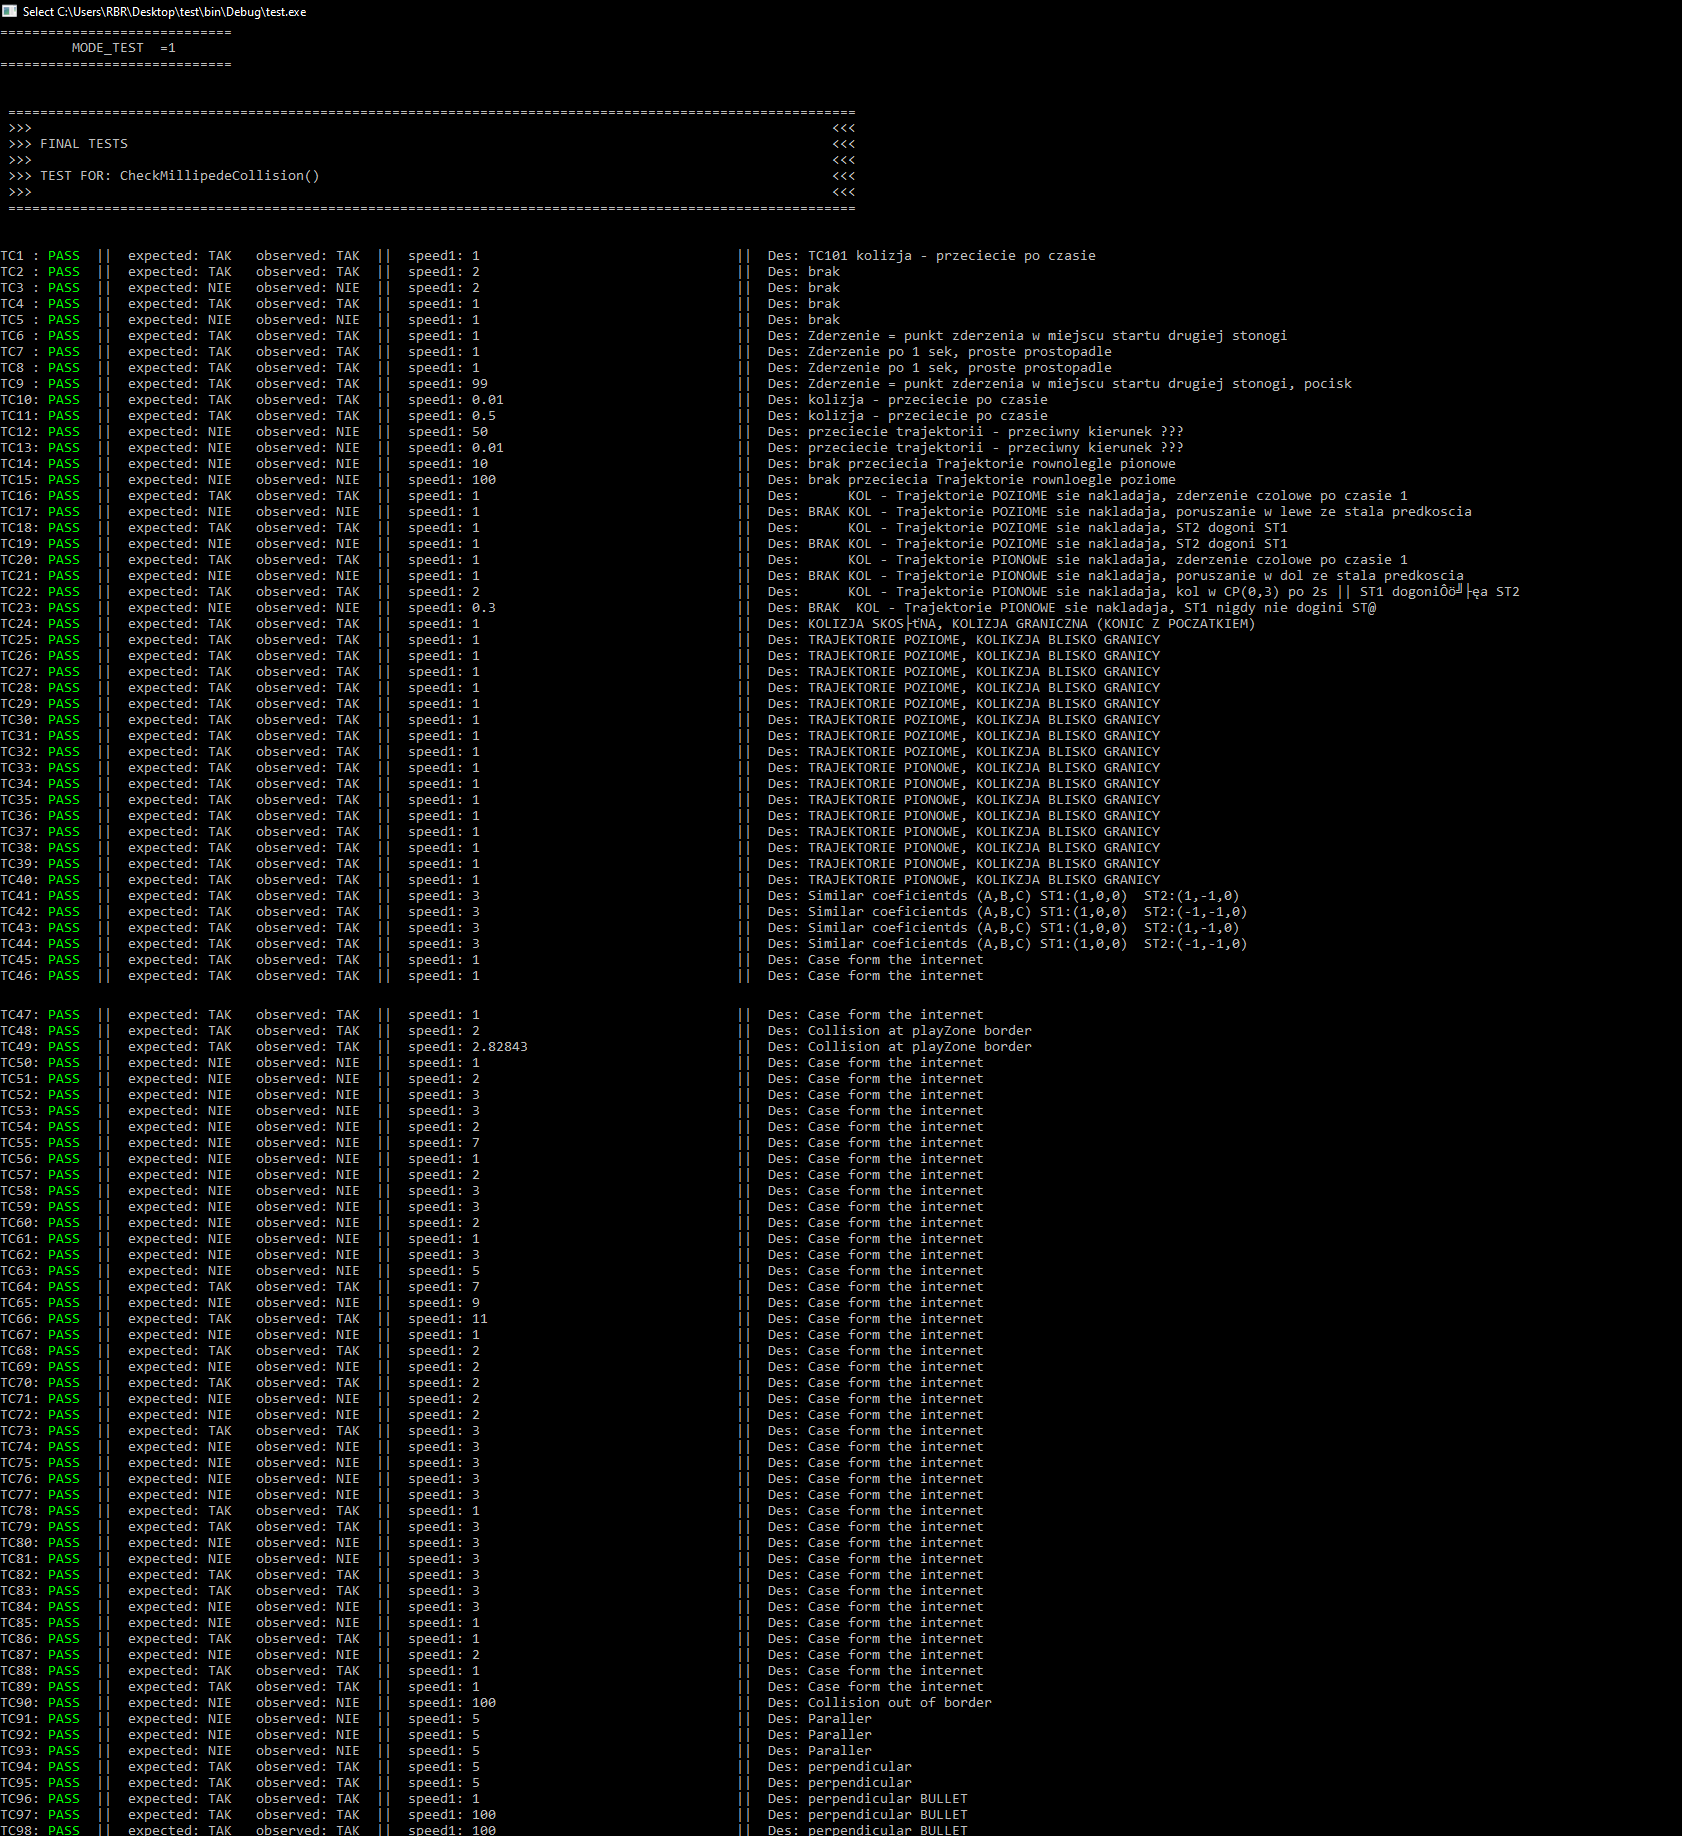 Select C:\Users\RBR\Desktop\test\bin\Debug\test.exe
=============================
MODE_TEST  =1
=============================
==========================================================================================================
>>> <<<
>>> FINAL TESTS <<<
>>> <<<
>>> TEST FOR: CheckMillipedeCollision() <<<
>>> <<<
==========================================================================================================
TC1 : PASS || expected: TAK observed: TAK || speed1: 1 || Des: TC101 kolizja - przeciecie po czasie
TC2 : PASS || expected: TAK observed: TAK || speed1: 2 || Des: brak
TC3 : PASS || expected: NIE observed: NIE || speed1: 2 || Des: brak
TC4 : PASS || expected: TAK observed: TAK || speed1: 1 || Des: brak
TC5 : PASS || expected: NIE observed: NIE || speed1: 1 || Des: brak
TC6 : PASS || expected: TAK observed: TAK || speed1: 1 || Des: Zderzenie = punkt zderzenia w miejscu startu drugiej stonogi
TC7 : PASS || expected: TAK observed: TAK || speed1: 1 || Des: Zderzenie po 1 sek, proste prostopadle
TC8 : PASS || expected: TAK observed: TAK || speed1: 1 || Des: Zderzenie po 1 sek, proste prostopadle
TC9 : PASS || expected: TAK observed: TAK || speed1: 99 || Des: Zderzenie = punkt zderzenia w miejscu startu drugiej stonogi, pocisk
TC10: PASS || expected: TAK observed: TAK || speed1: 0.01 || Des: kolizja - przeciecie po czasie
TC11: PASS || expected: TAK observed: TAK || speed1: 0.5 || Des: kolizja - przeciecie po czasie
TC12: PASS || expected: NIE observed: NIE || speed1: 50 || Des: przeciecie trajektorii - przeciwny kierunek ???
TC13: PASS || expected: NIE observed: NIE || speed1: 0.01 || Des: przeciecie trajektorii - przeciwny kierunek ???
TC14: PASS || expected: NIE observed: NIE || speed1: 10 || Des: brak przeciecia Trajektorie rownolegle pionowe
TC15: PASS || expected: NIE observed: NIE || speed1: 100 || Des: brak przeciecia Trajektorie rownloegle poziome
TC16: PASS || expected: TAK observed: TAK || speed1: 1 || Des: KOL - Trajektorie POZIOME sie nakladaja, zderzenie czolowe po czasie 1
TC17: PASS || expected: NIE observed: NIE || speed1: 1 || Des: BRAK KOL - Trajektorie POZIOME sie nakladaja, poruszanie w lewe ze stala predkoscia
TC18: PASS || expected: TAK observed: TAK || speed1: 1 || Des: KOL - Trajektorie POZIOME sie nakladaja, ST2 dogoni ST1
TC19: PASS || expected: NIE observed: NIE || speed1: 1 || Des: BRAK KOL - Trajektorie POZIOME sie nakladaja, ST2 dogoni ST1
TC20: PASS || expected: TAK observed: TAK || speed1: 1 || Des: KOL - Trajektorie PIONOWE sie nakladaja, zderzenie czolowe po czasie 1
TC21: PASS || expected: NIE observed: NIE || speed1: 1 || Des: BRAK KOL - Trajektorie PIONOWE sie nakladaja, poruszanie w dol ze stala predkoscia
TC22: PASS || expected: TAK observed: TAK || speed1: 2 || Des: KOL - Trajektorie PIONOWE sie nakladaja, kol w CP(0,3) po 2s || ST1 dogoniÔö╝├ęa ST2
TC23: PASS || expected: NIE observed: NIE || speed1: 0.3 || Des: BRAK  KOL - Trajektorie PIONOWE sie nakladaja, ST1 nigdy nie dogini ST@
TC24: PASS || expected: TAK observed: TAK || speed1: 1 || Des: KOLIZJA SKOS├ťNA, KOLIZJA GRANICZNA (KONIC Z POCZATKIEM)
TC25: PASS || expected: TAK observed: TAK || speed1: 1 || Des: TRAJEKTORIE POZIOME, KOLIKZJA BLISKO GRANICY
TC26: PASS || expected: TAK observed: TAK || speed1: 1 || Des: TRAJEKTORIE POZIOME, KOLIKZJA BLISKO GRANICY
TC27: PASS || expected: TAK observed: TAK || speed1: 1 || Des: TRAJEKTORIE POZIOME, KOLIKZJA BLISKO GRANICY
TC28: PASS || expected: TAK observed: TAK || speed1: 1 || Des: TRAJEKTORIE POZIOME, KOLIKZJA BLISKO GRANICY
TC29: PASS || expected: TAK observed: TAK || speed1: 1 || Des: TRAJEKTORIE POZIOME, KOLIKZJA BLISKO GRANICY
TC30: PASS || expected: TAK observed: TAK || speed1: 1 || Des: TRAJEKTORIE POZIOME, KOLIKZJA BLISKO GRANICY
TC31: PASS || expected: TAK observed: TAK || speed1: 1 || Des: TRAJEKTORIE POZIOME, KOLIKZJA BLISKO GRANICY
TC32: PASS || expected: TAK observed: TAK || speed1: 1 || Des: TRAJEKTORIE POZIOME, KOLIKZJA BLISKO GRANICY
TC33: PASS || expected: TAK observed: TAK || speed1: 1 || Des: TRAJEKTORIE PIONOWE, KOLIKZJA BLISKO GRANICY
TC34: PASS || expected: TAK observed: TAK || speed1: 1 || Des: TRAJEKTORIE PIONOWE, KOLIKZJA BLISKO GRANICY
TC35: PASS || expected: TAK observed: TAK || speed1: 1 || Des: TRAJEKTORIE PIONOWE, KOLIKZJA BLISKO GRANICY
TC36: PASS || expected: TAK observed: TAK || speed1: 1 || Des: TRAJEKTORIE PIONOWE, KOLIKZJA BLISKO GRANICY
TC37: PASS || expected: TAK observed: TAK || speed1: 1 || Des: TRAJEKTORIE PIONOWE, KOLIKZJA BLISKO GRANICY
TC38: PASS || expected: TAK observed: TAK || speed1: 1 || Des: TRAJEKTORIE PIONOWE, KOLIKZJA BLISKO GRANICY
TC39: PASS || expected: TAK observed: TAK || speed1: 1 || Des: TRAJEKTORIE PIONOWE, KOLIKZJA BLISKO GRANICY
TC40: PASS || expected: TAK observed: TAK || speed1: 1 || Des: TRAJEKTORIE PIONOWE, KOLIKZJA BLISKO GRANICY
TC41: PASS || expected: TAK observed: TAK || speed1: 3 || Des: Similar coeficientds (A,B,C) ST1:(1,0,0)  ST2:(1,-1,0)
TC42: PASS || expected: TAK observed: TAK || speed1: 3 || Des: Similar coeficientds (A,B,C) ST1:(1,0,0)  ST2:(-1,-1,0)
TC43: PASS || expected: TAK observed: TAK || speed1: 3 || Des: Similar coeficientds (A,B,C) ST1:(1,0,0)  ST2:(1,-1,0)
TC44: PASS || expected: TAK observed: TAK || speed1: 3 || Des: Similar coeficientds (A,B,C) ST1:(1,0,0)  ST2:(-1,-1,0)
TC45: PASS || expected: TAK observed: TAK || speed1: 1 || Des: Case form the internet
TC46: PASS || expected: TAK observed: TAK || speed1: 1 || Des: Case form the internet
TC47: PASS || expected: TAK observed: TAK || speed1: 1 || Des: Case form the internet
TC48: PASS || expected: TAK observed: TAK || speed1: 2 || Des: Collision at playZone border
TC49: PASS || expected: TAK observed: TAK || speed1: 2.82843 || Des: Collision at playZone border
TC50: PASS || expected: NIE observed: NIE || speed1: 1 || Des: Case form the internet
TC51: PASS || expected: NIE observed: NIE || speed1: 2 || Des: Case form the internet
TC52: PASS || expected: NIE observed: NIE || speed1: 3 || Des: Case form the internet
TC53: PASS || expected: NIE observed: NIE || speed1: 3 || Des: Case form the internet
TC54: PASS || expected: NIE observed: NIE || speed1: 2 || Des: Case form the internet
TC55: PASS || expected: NIE observed: NIE || speed1: 7 || Des: Case form the internet
TC56: PASS || expected: NIE observed: NIE || speed1: 1 || Des: Case form the internet
TC57: PASS || expected: NIE observed: NIE || speed1: 2 || Des: Case form the internet
TC58: PASS || expected: NIE observed: NIE || speed1: 3 || Des: Case form the internet
TC59: PASS || expected: NIE observed: NIE || speed1: 3 || Des: Case form the internet
TC60: PASS || expected: NIE observed: NIE || speed1: 2 || Des: Case form the internet
TC61: PASS || expected: NIE observed: NIE || speed1: 1 || Des: Case form the internet
TC62: PASS || expected: NIE observed: NIE || speed1: 3 || Des: Case form the internet
TC63: PASS || expected: NIE observed: NIE || speed1: 5 || Des: Case form the internet
TC64: PASS || expected: TAK observed: TAK || speed1: 7 || Des: Case form the internet
TC65: PASS || expected: NIE observed: NIE || speed1: 9 || Des: Case form the internet
TC66: PASS || expected: TAK observed: TAK || speed1: 11 || Des: Case form the internet
TC67: PASS || expected: NIE observed: NIE || speed1: 1 || Des: Case form the internet
TC68: PASS || expected: TAK observed: TAK || speed1: 2 || Des: Case form the internet
TC69: PASS || expected: NIE observed: NIE || speed1: 2 || Des: Case form the internet
TC70: PASS || expected: TAK observed: TAK || speed1: 2 || Des: Case form the internet
TC71: PASS || expected: NIE observed: NIE || speed1: 2 || Des: Case form the internet
TC72: PASS || expected: NIE observed: NIE || speed1: 2 || Des: Case form the internet
TC73: PASS || expected: TAK observed: TAK || speed1: 3 || Des: Case form the internet
TC74: PASS || expected: NIE observed: NIE || speed1: 3 || Des: Case form the internet
TC75: PASS || expected: NIE observed: NIE || speed1: 3 || Des: Case form the internet
TC76: PASS || expected: NIE observed: NIE || speed1: 3 || Des: Case form the internet
TC77: PASS || expected: NIE observed: NIE || speed1: 3 || Des: Case form the internet
TC78: PASS || expected: TAK observed: TAK || speed1: 1 || Des: Case form the internet
TC79: PASS || expected: TAK observed: TAK || speed1: 3 || Des: Case form the internet
TC80: PASS || expected: NIE observed: NIE || speed1: 3 || Des: Case form the internet
TC81: PASS || expected: NIE observed: NIE || speed1: 3 || Des: Case form the internet
TC82: PASS || expected: TAK observed: TAK || speed1: 3 || Des: Case form the internet
TC83: PASS || expected: TAK observed: TAK || speed1: 3 || Des: Case form the internet
TC84: PASS || expected: NIE observed: NIE || speed1: 3 || Des: Case form the internet
TC85: PASS || expected: NIE observed: NIE || speed1: 1 || Des: Case form the internet
TC86: PASS || expected: TAK observed: TAK || speed1: 1 || Des: Case form the internet
TC87: PASS || expected: NIE observed: NIE || speed1: 2 || Des: Case form the internet
TC88: PASS || expected: TAK observed: TAK || speed1: 1 || Des: Case form the internet
TC89: PASS || expected: TAK observed: TAK || speed1: 1 || Des: Case form the internet
TC90: PASS || expected: NIE observed: NIE || speed1: 100 || Des: Collision out of border
TC91: PASS || expected: NIE observed: NIE || speed1: 5 || Des: Paraller
TC92: PASS || expected: NIE observed: NIE || speed1: 5 || Des: Paraller
TC93: PASS || expected: NIE observed: NIE || speed1: 5 || Des: Paraller
TC94: PASS || expected: TAK observed: TAK || speed1: 5 || Des: perpendicular
TC95: PASS || expected: TAK observed: TAK || speed1: 5 || Des: perpendicular
TC96: PASS || expected: TAK observed: TAK || speed1: 1 || Des: perpendicular BULLET
TC97: PASS || expected: TAK observed: TAK || speed1: 100 || Des: perpendicular BULLET
TC98: PASS || expected: TAK observed: TAK || speed1: 100 || Des: perpendicular BULLET